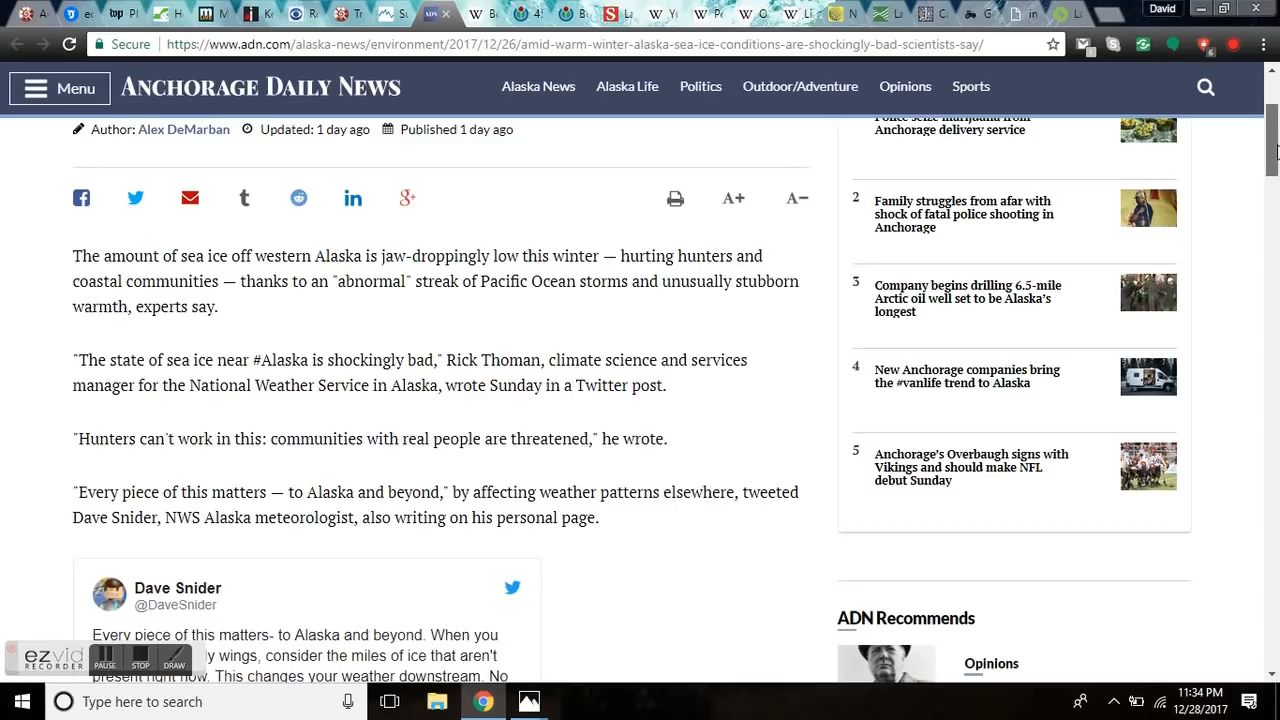 David
Secure
https://www.adn.com/alaska-news/environment/2017/12/26/amid-warm-winter-alaska-sea-ice-conditions-are-shockingly-bad-scientists-say/
Menu
ANCHORAGE DAILY NEWS
Alaska News
Alaska Life
Politics
Outdoor/Adventure
Opinions
Sports
Author: Alex DeMarban
Updated: 1 day ago
Published 1 day ago
A+
A−
The amount of sea ice off western Alaska is jaw-droppingly low this winter — hurting hunters and
coastal communities — thanks to an "abnormal" streak of Pacific Ocean storms and unusually stubborn
warmth, experts say.
"The state of sea ice near #Alaska is shockingly bad," Rick Thoman, climate science and services
manager for the National Weather Service in Alaska, wrote Sunday in a Twitter post.
"Hunters can't work in this: communities with real people are threatened," he wrote.
"Every piece of this matters — to Alaska and beyond," by affecting weather patterns elsewhere, tweeted
Dave Snider, NWS Alaska meteorologist, also writing on his personal page.
Dave Snider
@DaveSnider
Every piece of this matters- to Alaska and beyond. When you
wings, consider the miles of ice that aren't
present right now. This changes your weather downstream. No
Police seize marijuana from
Anchorage delivery service
2
Family struggles from afar with
shock of fatal police shooting in
Anchorage
3
Company begins drilling 6.5-mile
Arctic oil well set to be Alaska's
longest
4
New Anchorage companies bring
the #vanlife trend to Alaska
5
Anchorage's Overbaugh signs with
Vikings and should make NFL
debut Sunday
ADN Recommends
Opinions
ezvid
RECORDER
PAUSE
STOP
DRAW
Type here to search
11:34 PM
12/28/2017